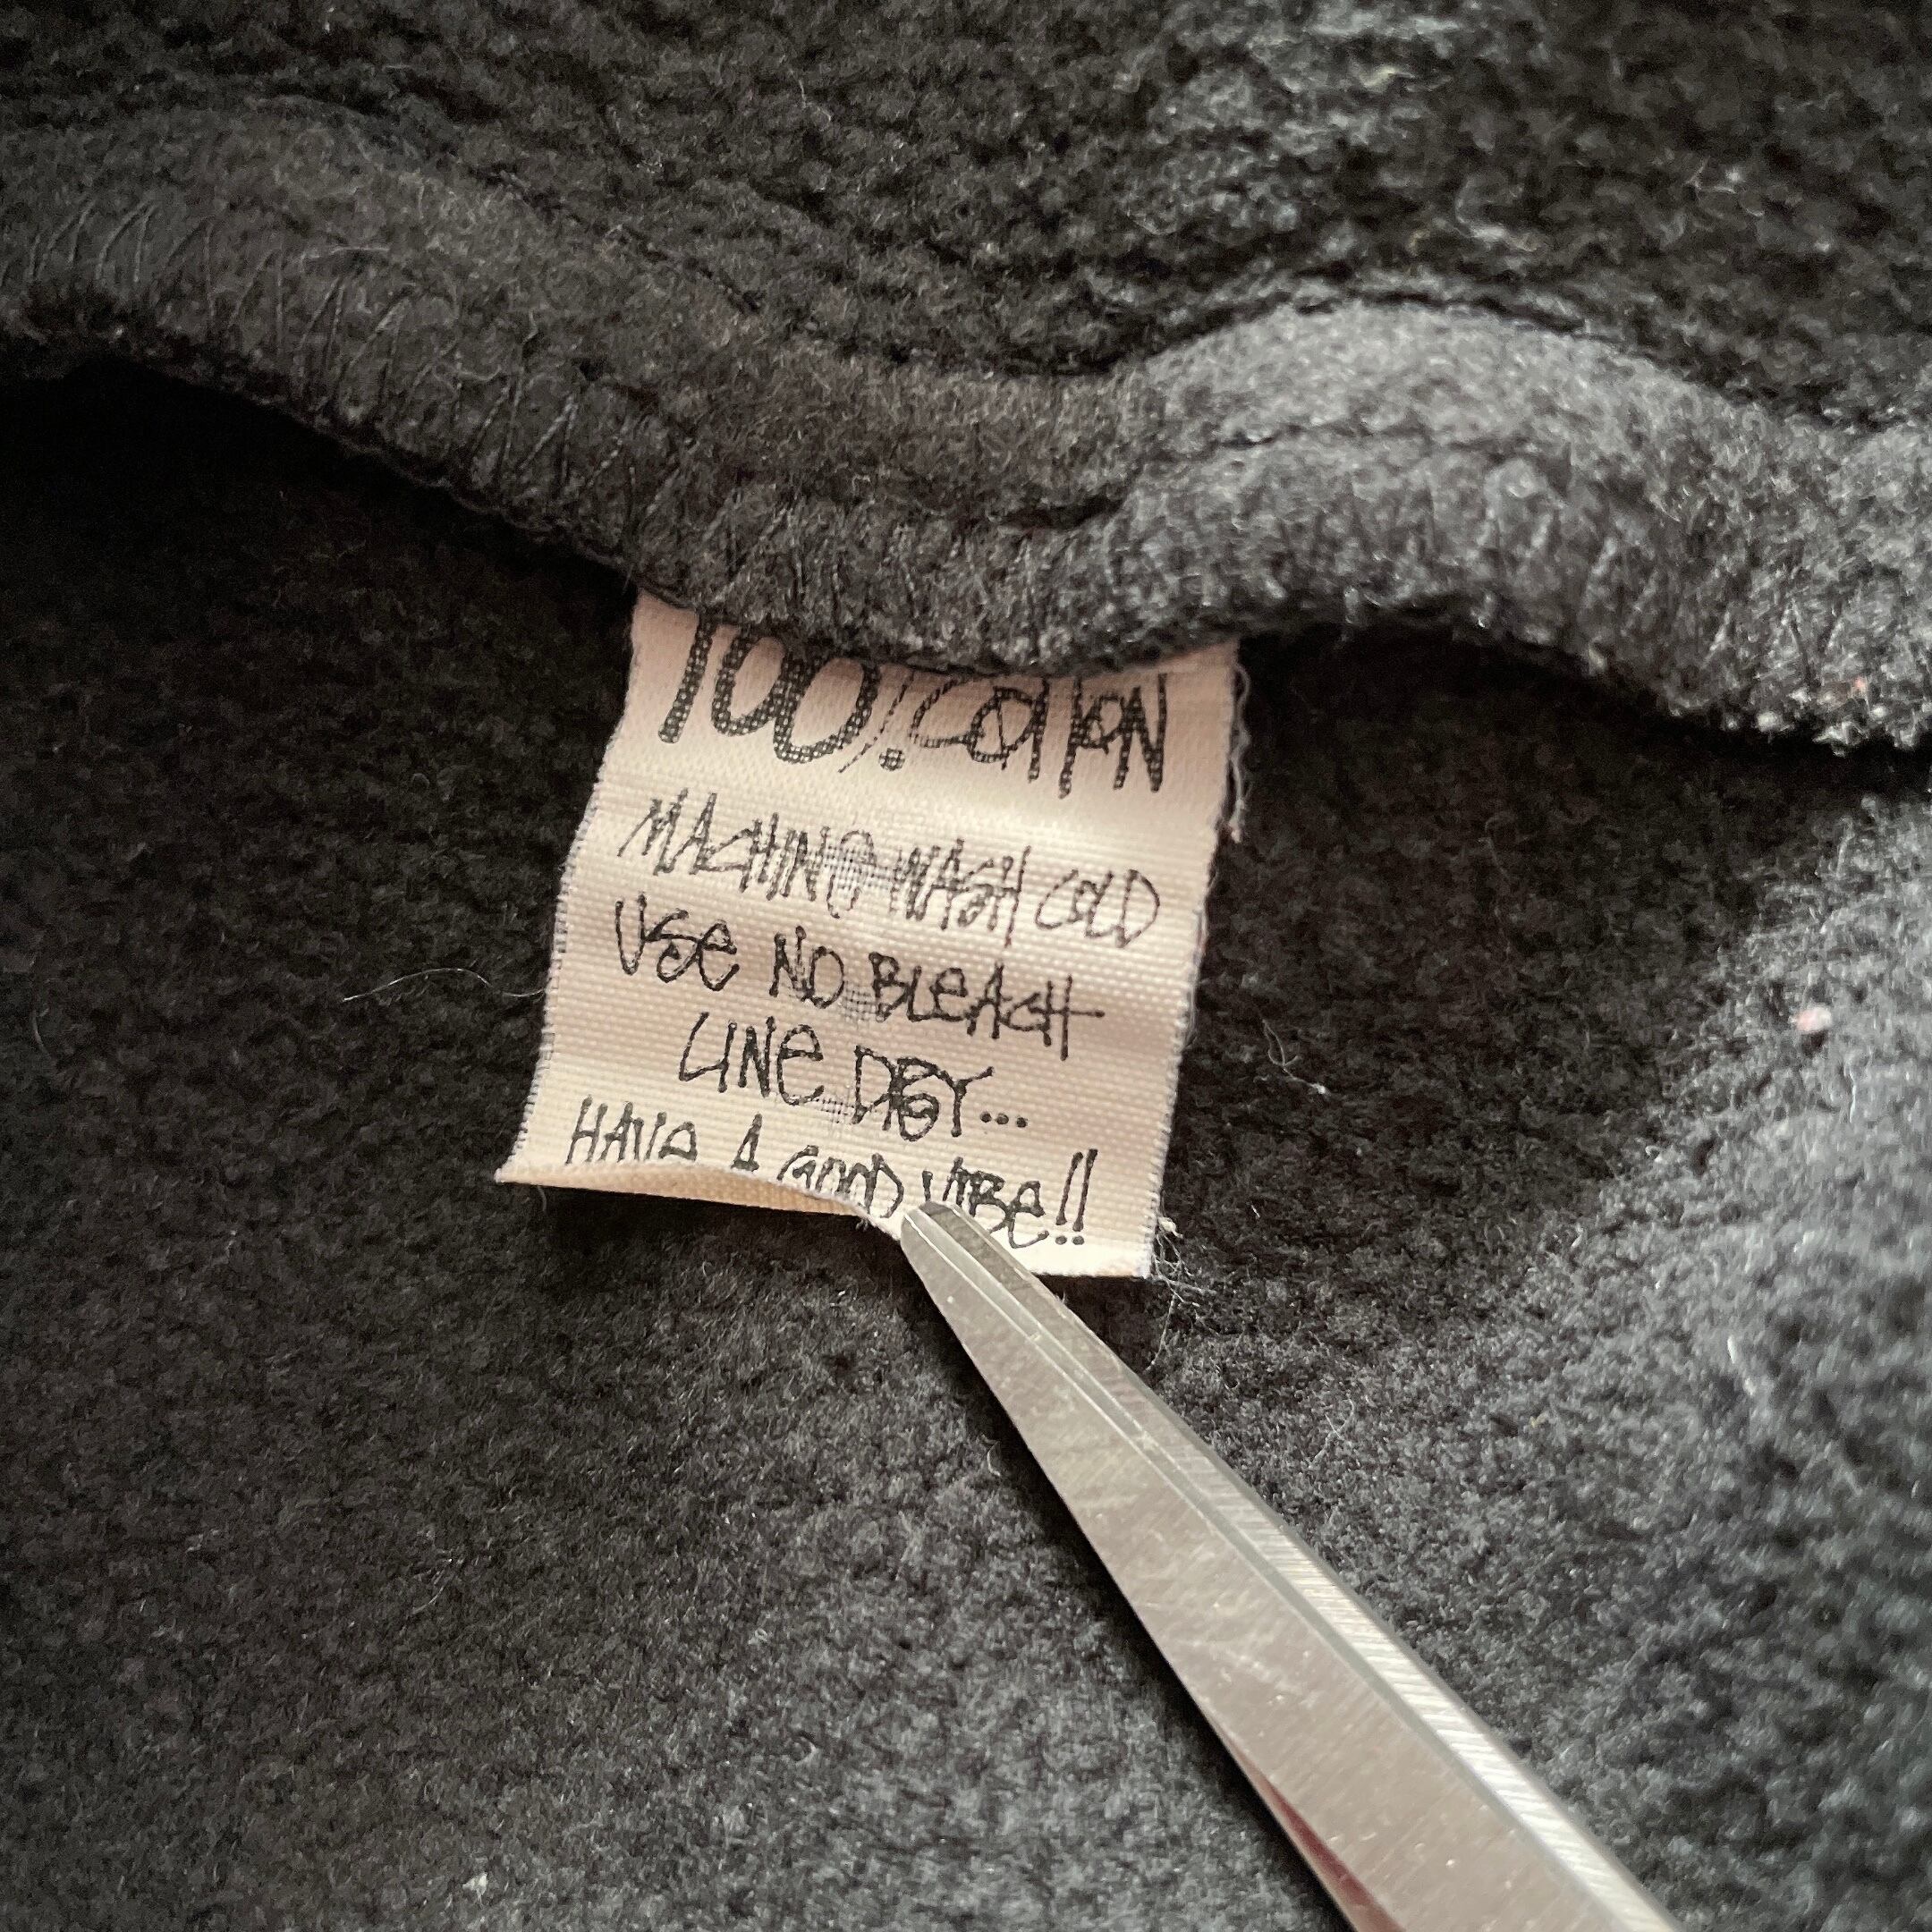 100% COTTON
MACHINE WASH COLD
USe NO BLeACH
LINe DRY...
HAVe A GOOD VIBe!!